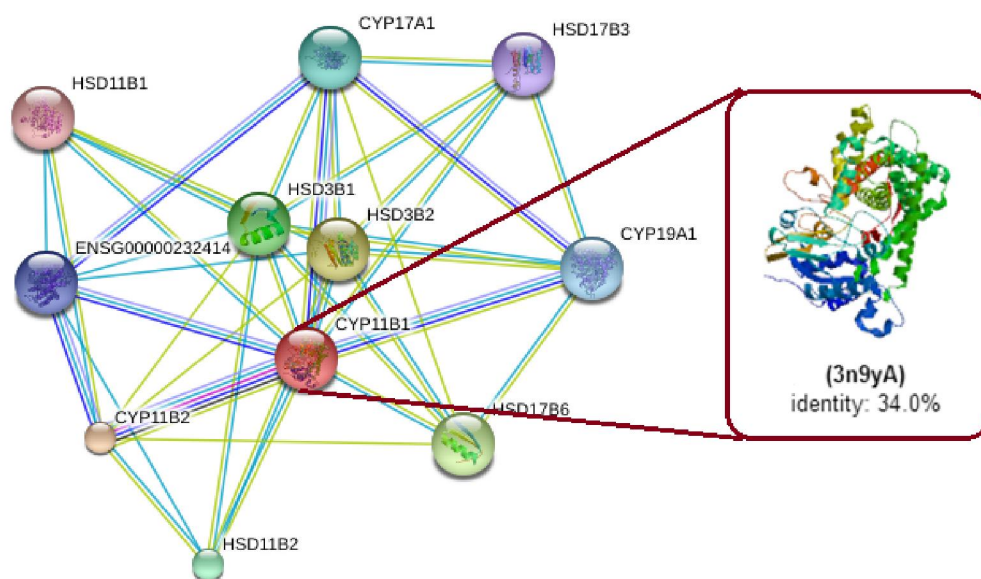 CYP17A1
HSD17B3
HSD11B1
HSD3B1
HSD3B2
ENSG00000232414
CYP19A1
CYP11B1
(3n9yA)
identity: 34.0%
HSD17B6
CYP11B2
HSD11B2